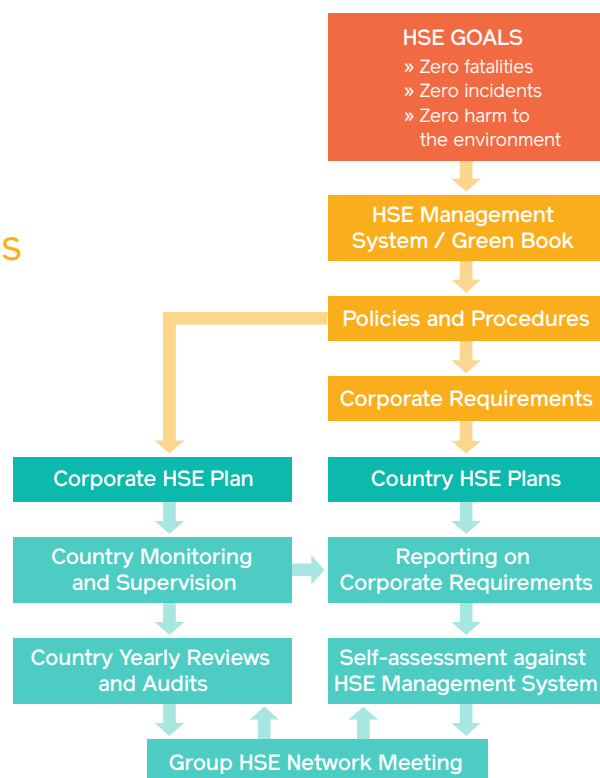 HSE GOALS
» Zero fatalities
» Zero incidents
» Zero harm to
the environment
HSE Management
System / Green Book
s
Policies and Procedures
Corporate Requirements
Corporate HSE Plan
Country HSE Plans
Country Monitoring
and Supervision
Reporting on
Corporate Requirements
Country Yearly Reviews
and Audits
Self-assessment against
HSE Management System
Group HSE Network Meeting